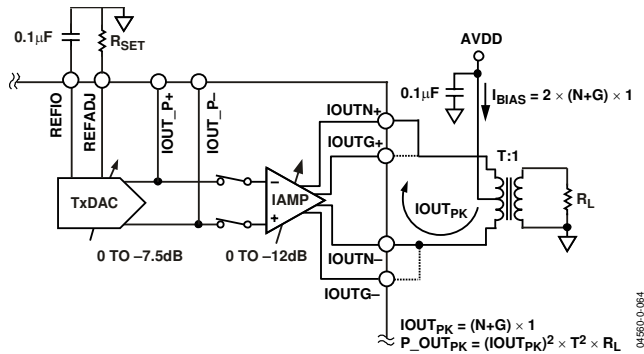 0.1μF
RSET
AVDD
0.1μF
IBIAS = 2 × (N+G) × 1
REFIO
REFADJ
IOUT_P+
IOUT_P–
IOUTN+
IOUTG+
T:1
TxDAC
IAMP
IOUTPK
RL
0 TO –7.5dB
0 TO –12dB
IOUTN–
IOUTG–
IOUTPK = (N+G) × 1
P_OUTPK = (IOUTPK)² × T² × RL
04560-0-064